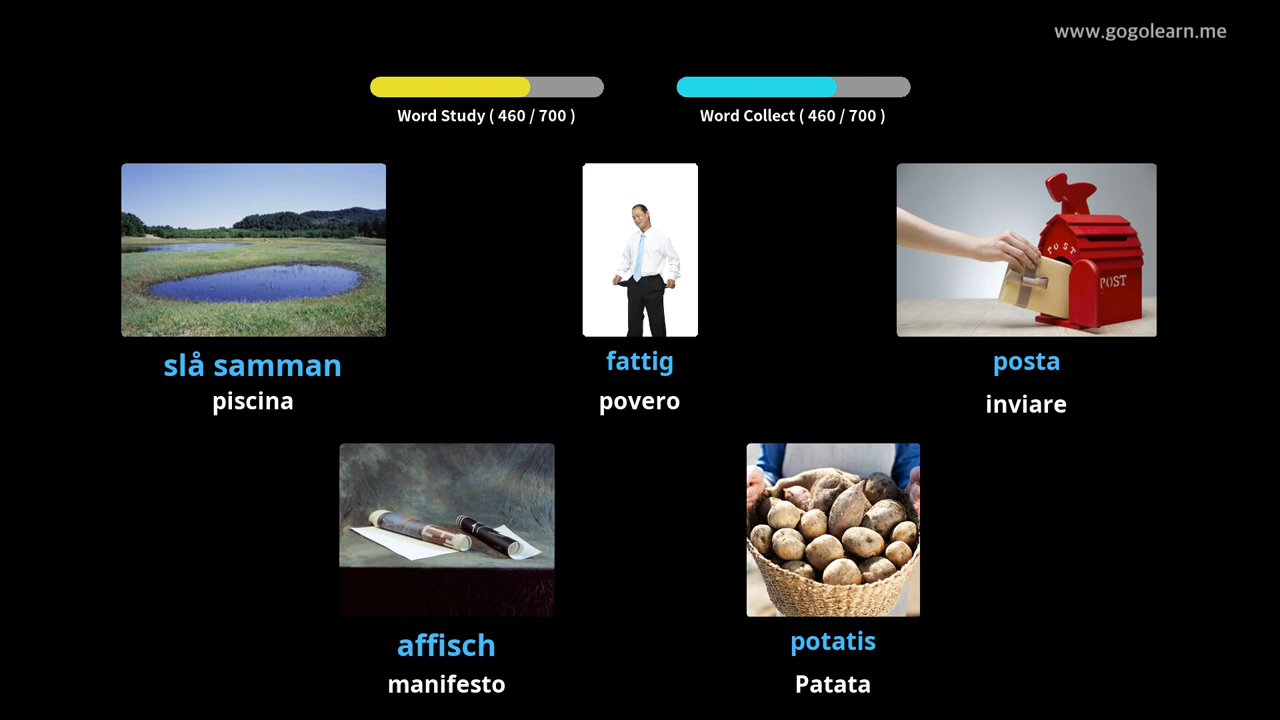 www.gogolearn.me
Word Study ( 460 / 700 )
Word Collect ( 460 / 700 )
POST
POST
slå samman
piscina
fattig
povero
posta
inviare
affisch
manifesto
potatis
Patata